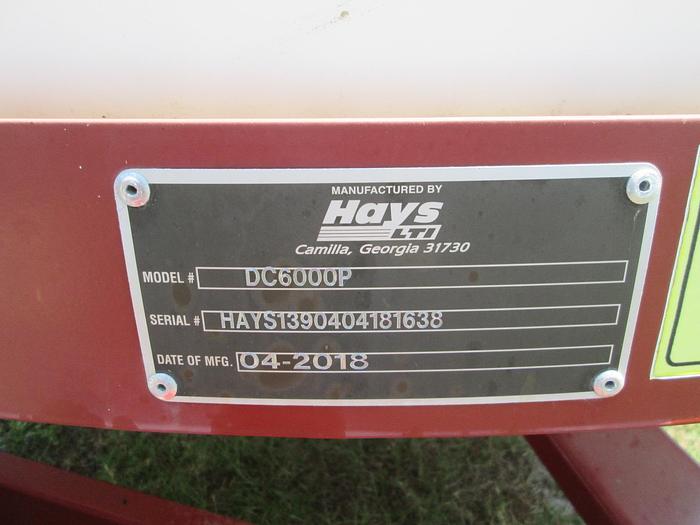 MANUFACTURED BY
Hays
LTI
Camilla, Georgia 31730
MODEL # DC6000P
SERIAL # HAYS1390404181638
DATE OF MFG. 04-2018